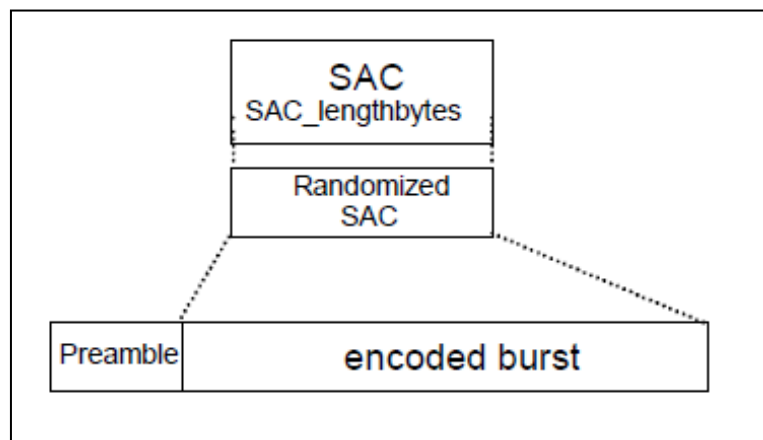 SAC
SAC_lengthbytes
Randomized
SAC
Preamble
encoded burst